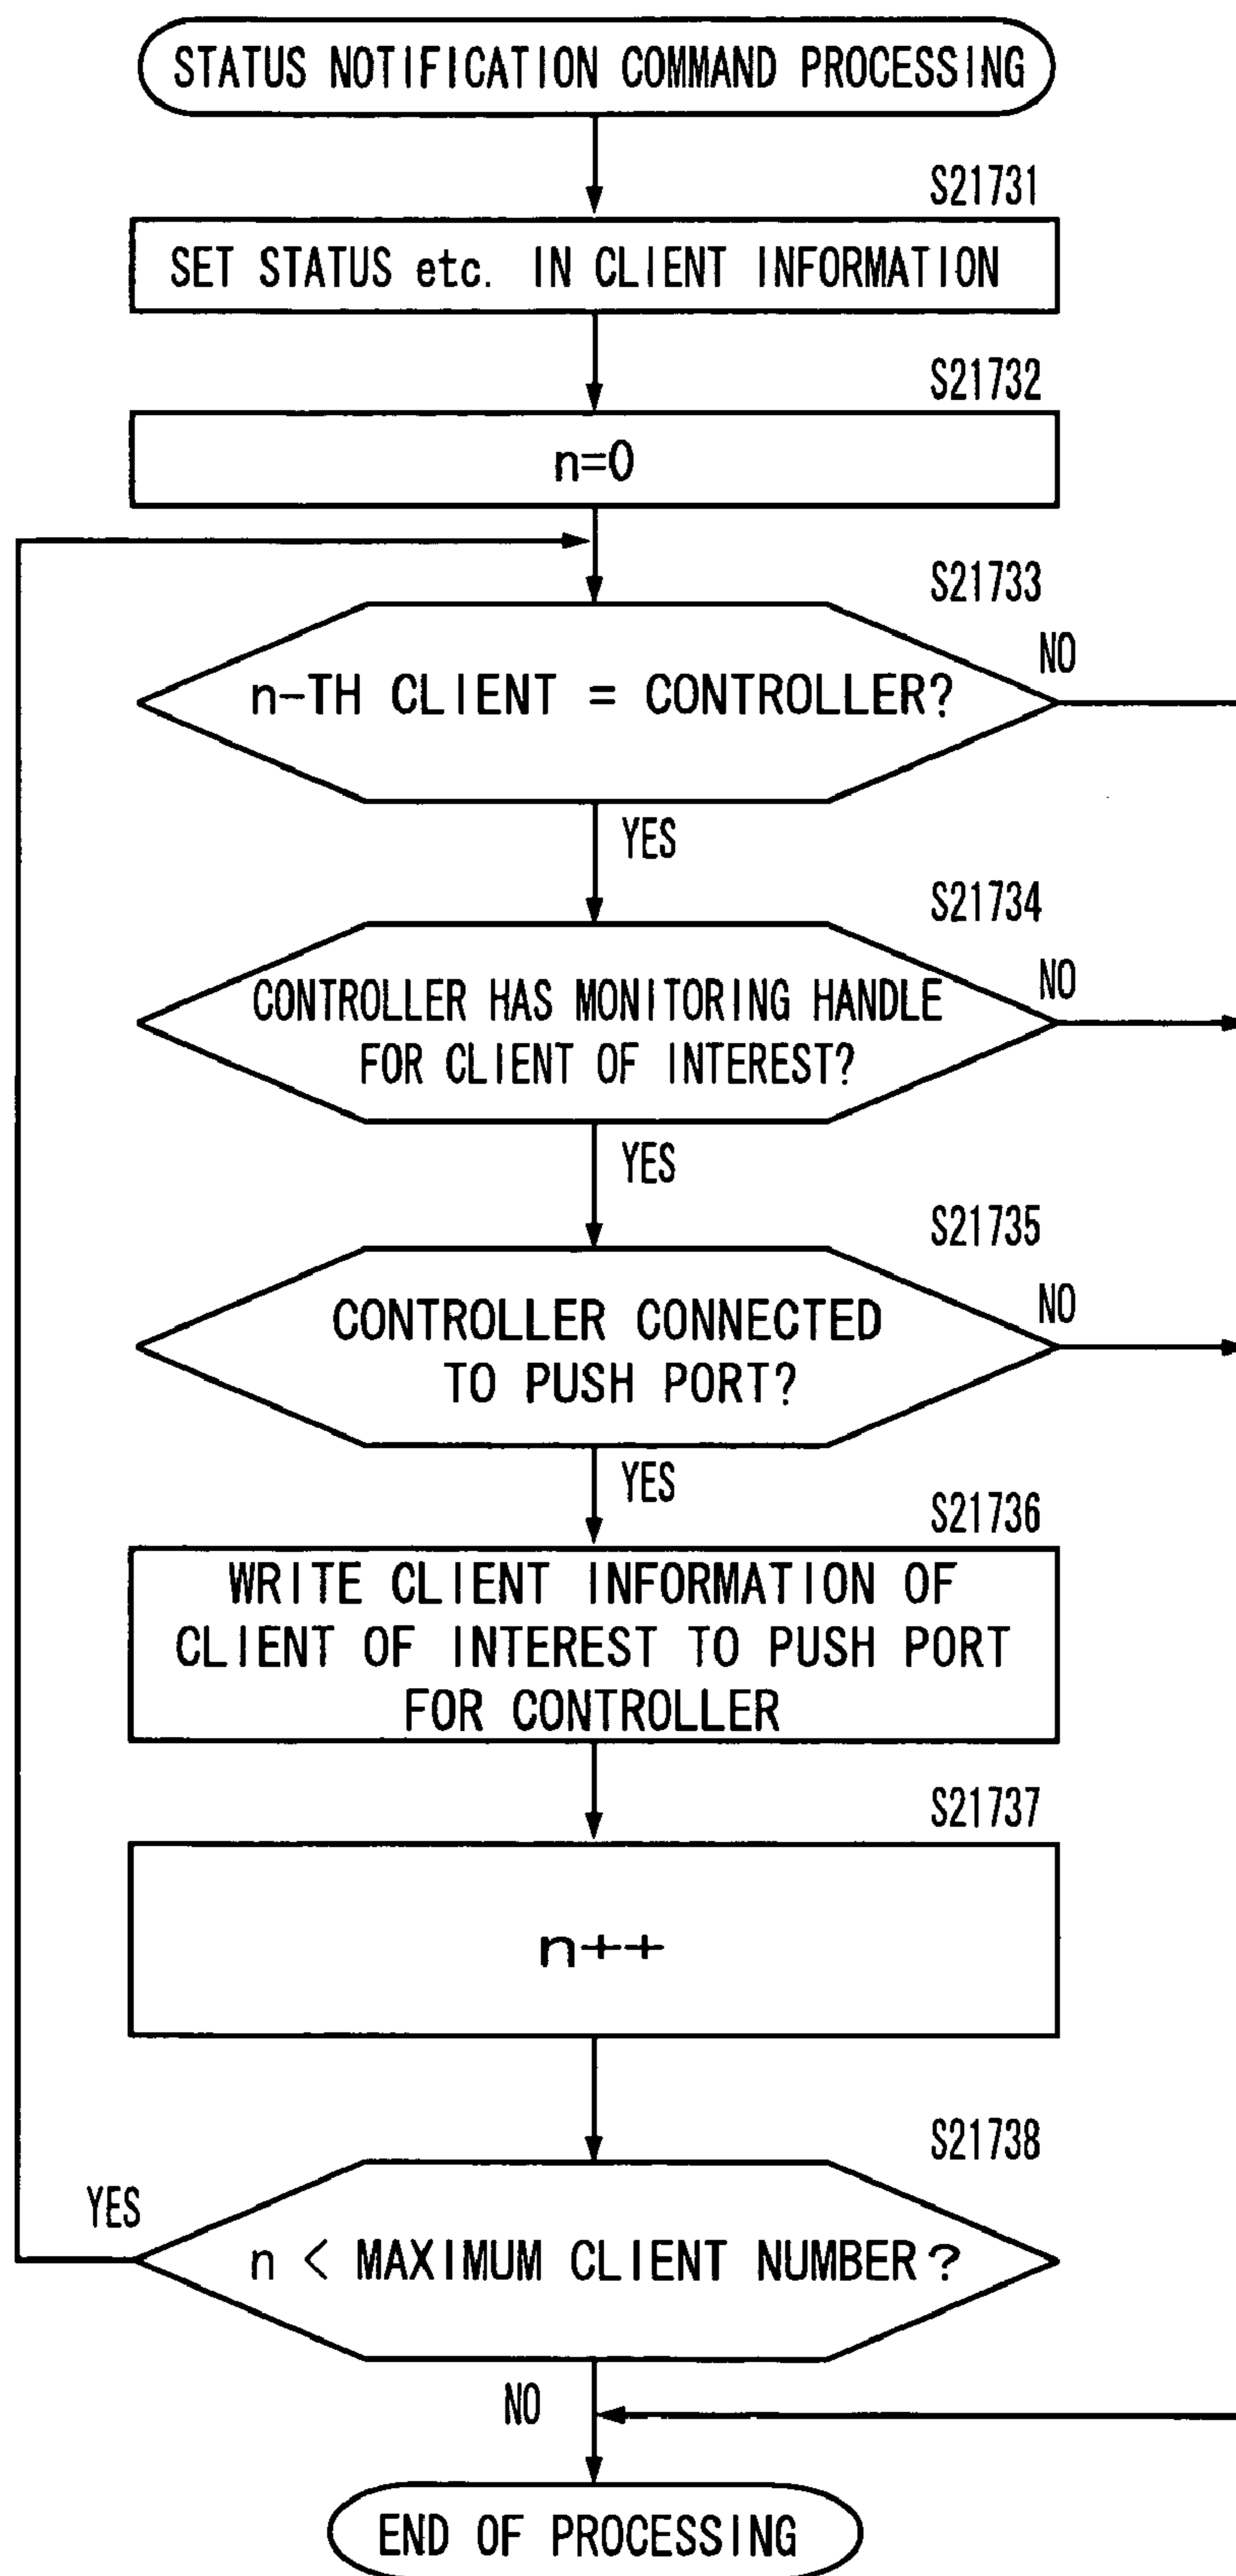 STATUS NOTIFICATION COMMAND PROCESSING
S21731
SET STATUS etc. IN CLIENT INFORMATION
S21732
n=0
S21733
n-TH CLIENT = CONTROLLER?
NO
YES
S21734
CONTROLLER HAS MONITORING HANDLE
FOR CLIENT OF INTEREST?
NO
YES
S21735
CONTROLLER CONNECTED
TO PUSH PORT?
NO
YES
S21736
WRITE CLIENT INFORMATION OF
CLIENT OF INTEREST TO PUSH PORT
FOR CONTROLLER
S21737
n++
S21738
YES
n < MAXIMUM CLIENT NUMBER?
NO
END OF PROCESSING